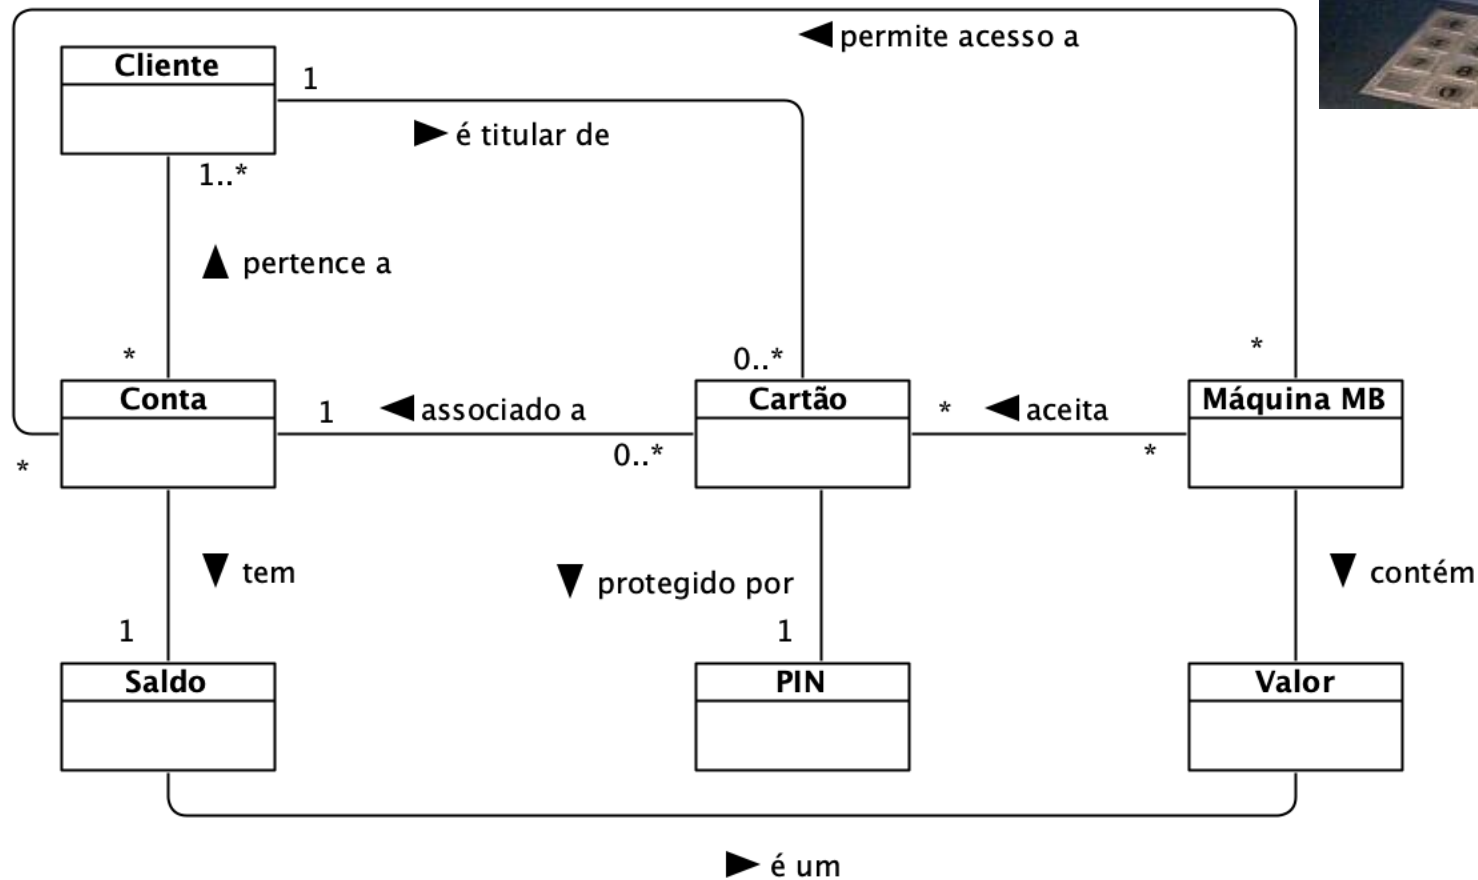 permite acesso a
Cliente
1
é titular de
1..*
pertence a
*
0..*
*
Conta
1
associado a
Cartão
*
aceita
Máquina MB
*
0..*
*
tem
protegido por
contém
1
1
Saldo
PIN
Valor
é um